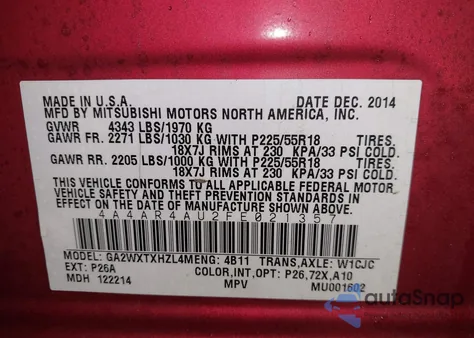 MADE IN U.S.A. DATE DEC. 2014
MFD BY MITSUBISHI MOTORS NORTH AMERICA, INC.
GVWR 4343 LBS/1970 KG
GAWR FR. 2271 LBS/1030 KG WITH P225/55R18 TIRES,
18X7J RIMS AT 230 KPA/33 PSI COLD.
GAWR RR. 2205 LBS/1000 KG WITH P225/55R18 TIRES,
18X7J RIMS AT 230 KPA/33 PSI COLD.
THIS VEHICLE CONFORMS TO ALL APPLICABLE FEDERAL MOTOR
VEHICLE SAFETY AND THEFT PREVENTION STANDARDS IN
EFFECT ON THE DATE OF MANUFACTURE SHOWN ABOVE.
4A4AR4AU2FE021357
MODEL: GA2WXTXHZL4M ENG: 4B11 TRANS,AXLE: W1CJC
EXT: P26A COLOR,INT,OPT: P26,72X,A10
MDH 122214 MPV MU001602
autoSnap